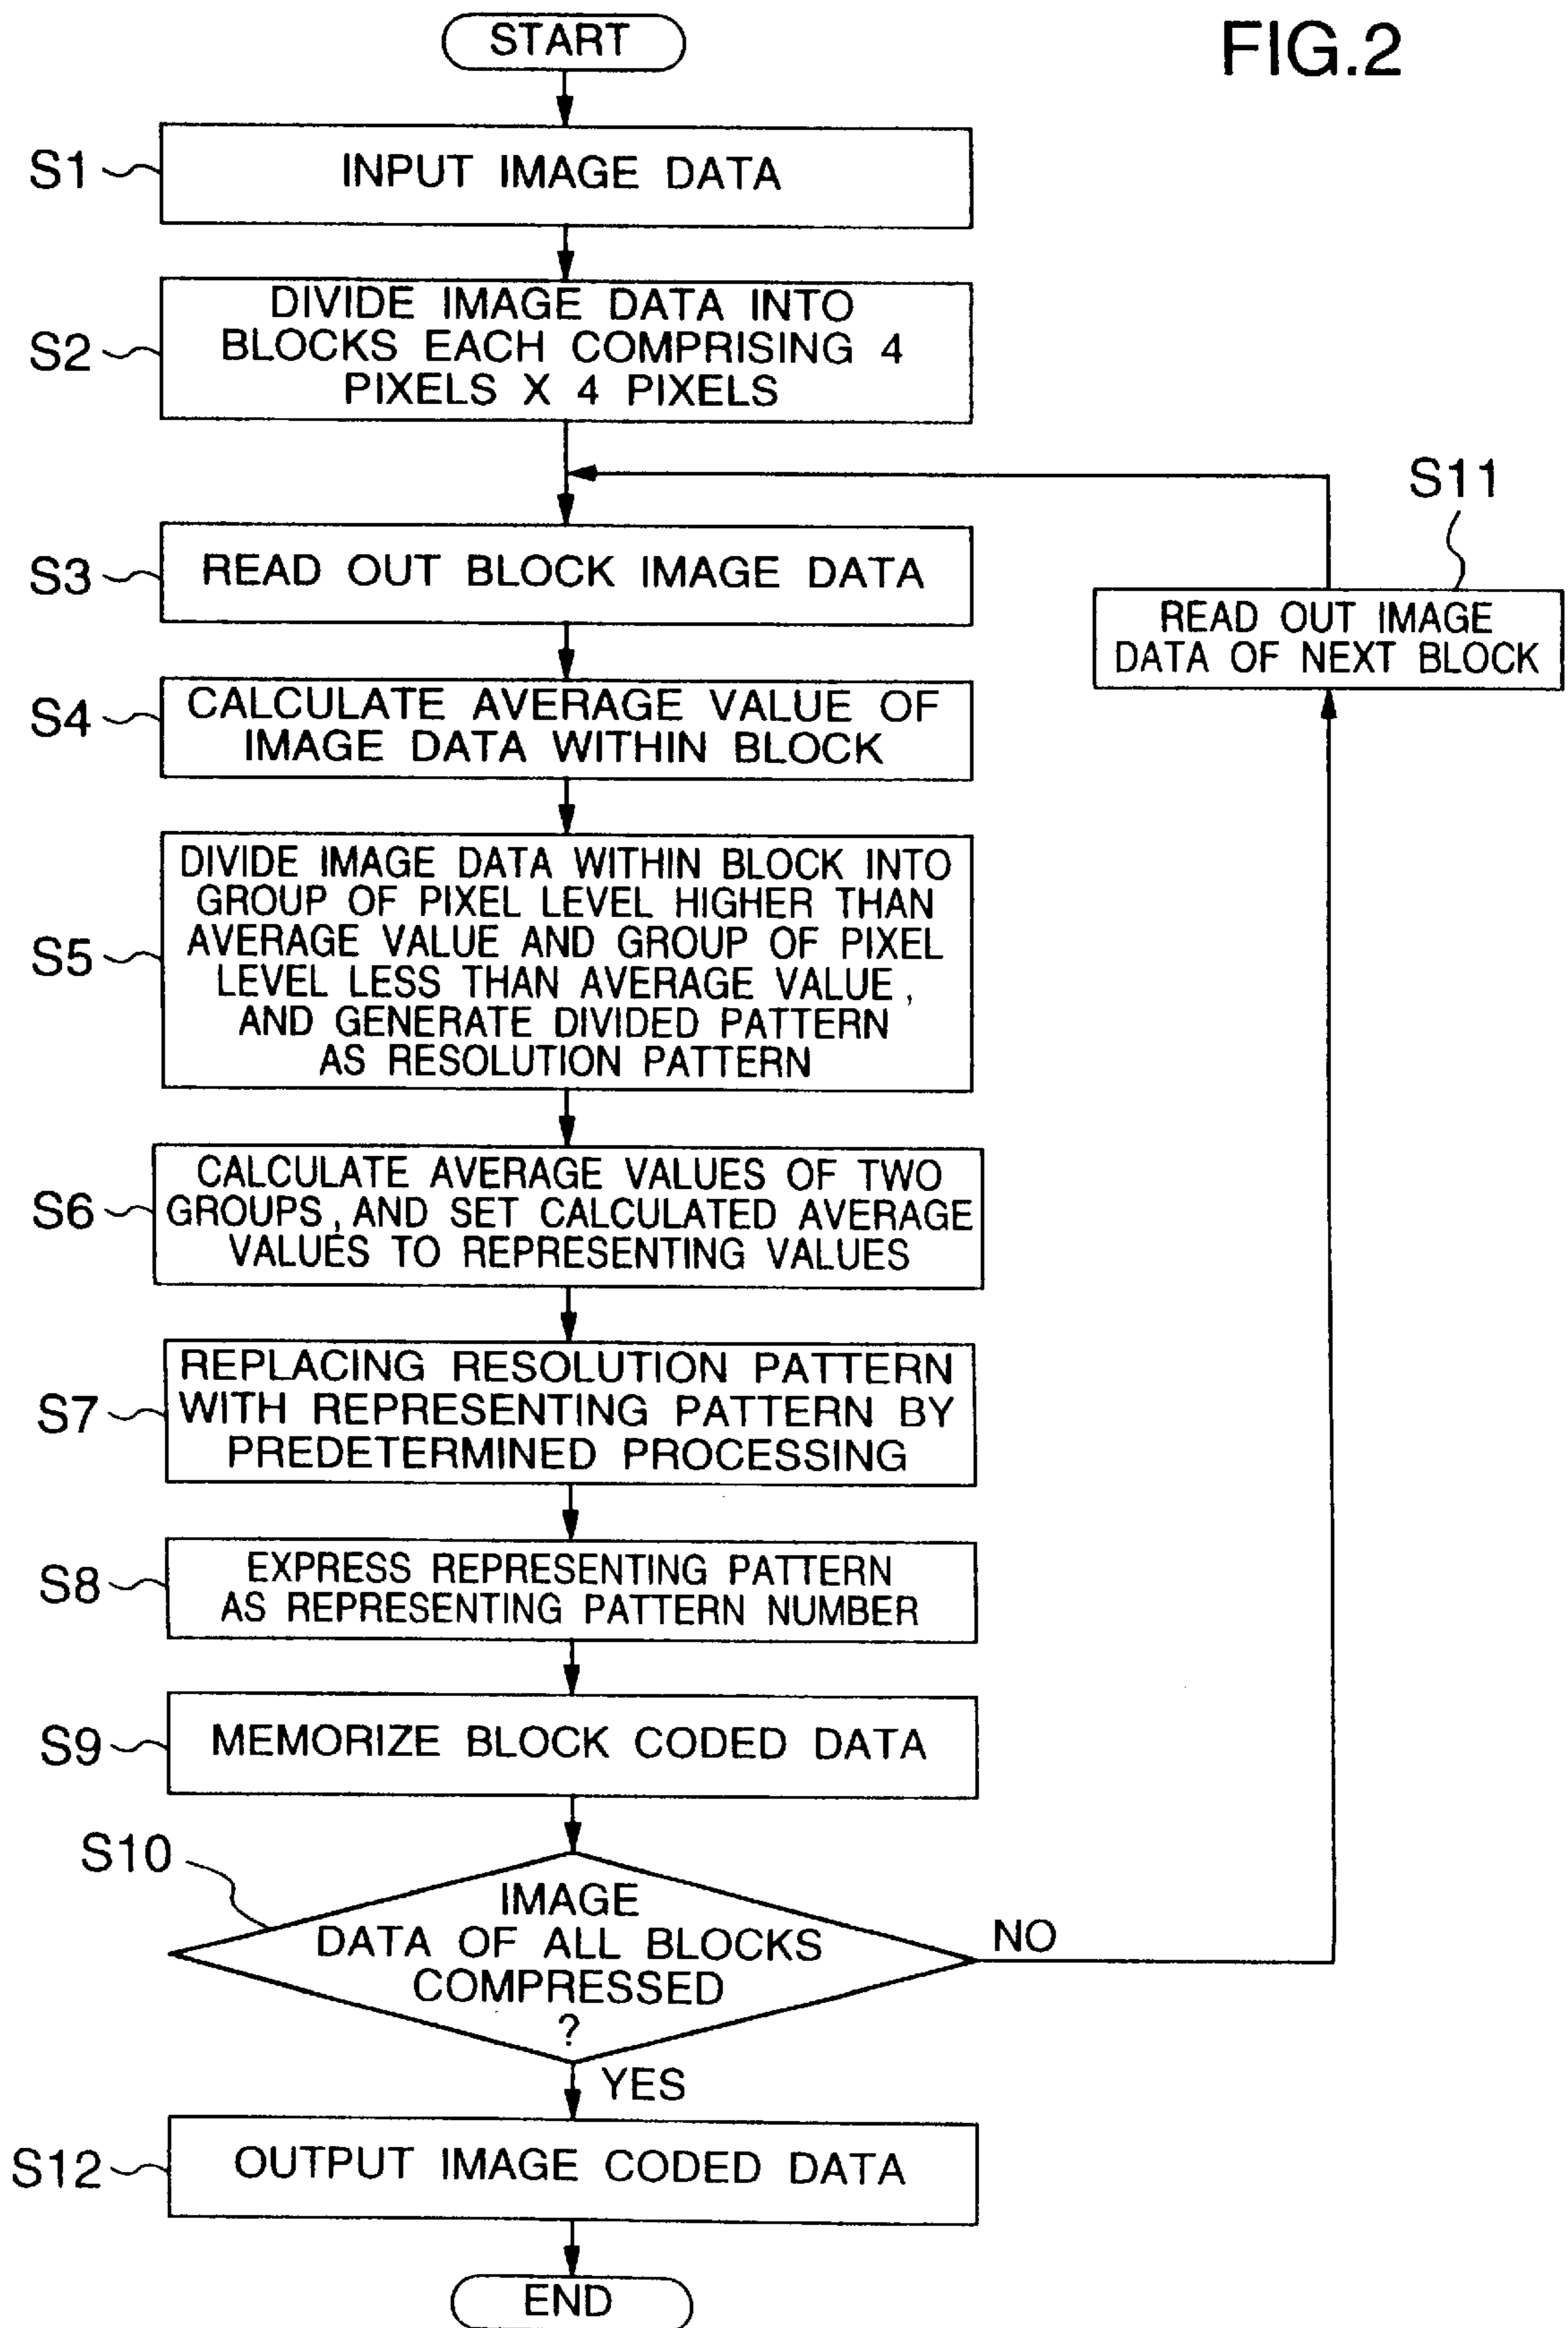 FIG.2
START
S1
INPUT IMAGE DATA
S2
DIVIDE IMAGE DATA INTO
BLOCKS EACH COMPRISING 4
PIXELS X 4 PIXELS
S3
READ OUT BLOCK IMAGE DATA
S11
READ OUT IMAGE
DATA OF NEXT BLOCK
S4
CALCULATE AVERAGE VALUE OF
IMAGE DATA WITHIN BLOCK
S5
DIVIDE IMAGE DATA WITHIN BLOCK INTO
GROUP OF PIXEL LEVEL HIGHER THAN
AVERAGE VALUE AND GROUP OF PIXEL
LEVEL LESS THAN AVERAGE VALUE,
AND GENERATE DIVIDED PATTERN
AS RESOLUTION PATTERN
S6
CALCULATE AVERAGE VALUES OF TWO
GROUPS, AND SET CALCULATED AVERAGE
VALUES TO REPRESENTING VALUES
S7
REPLACING RESOLUTION PATTERN
WITH REPRESENTING PATTERN BY
PREDETERMINED PROCESSING
S8
EXPRESS REPRESENTING PATTERN
AS REPRESENTING PATTERN NUMBER
S9
MEMORIZE BLOCK CODED DATA
S10
IMAGE
DATA OF ALL BLOCKS
COMPRESSED
?
NO
YES
S12
OUTPUT IMAGE CODED DATA
END